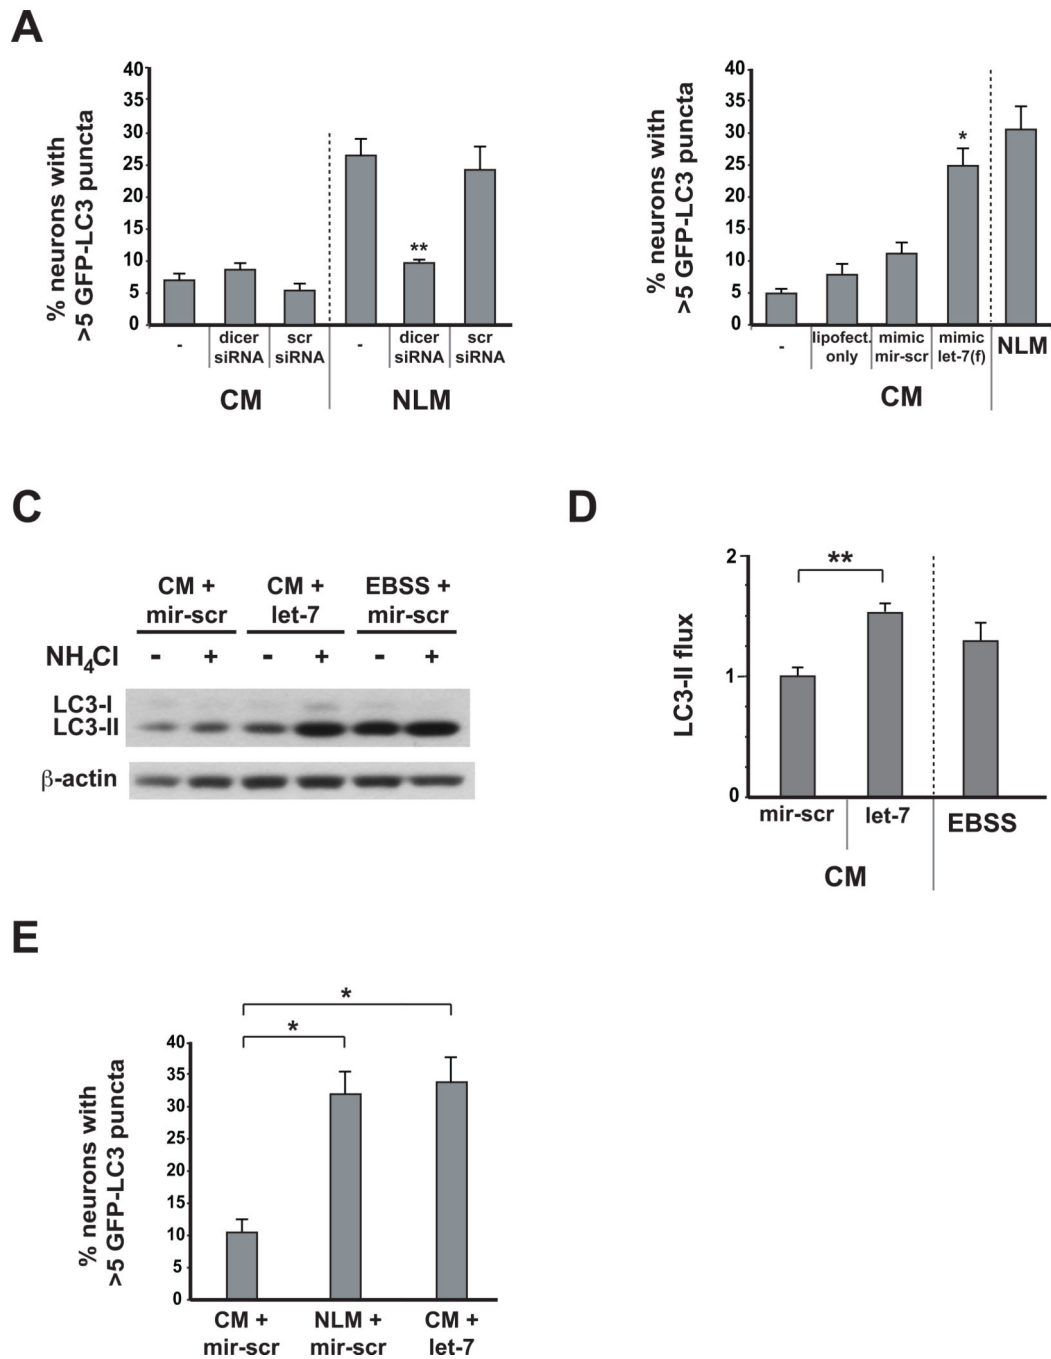 A
% neurons with
>5 GFP-LC3 puncta
40
35
30
25
20
15
10
5
0
**
-
dicer
siRNA
scr
siRNA
-
dicer
siRNA
scr
siRNA
CM
NLM
% neurons with
>5 GFP-LC3 puncta
40
35
30
25
20
15
10
5
0
*
-
lipofect.
only
mimic
mir-scr
mimic
let-7(f)
NLM
CM
C
CM +
mir-scr
CM +
let-7
EBSS +
mir-scr
NH₄Cl - + - + - +
LC3-I
LC3-II
β-actin
D
LC3-II flux
2
1
0
**
mir-scr
let-7
EBSS
CM
E
% neurons with
>5 GFP-LC3 puncta
40
35
30
25
20
15
10
5
0
*
*
CM +
mir-scr
NLM +
mir-scr
CM +
let-7